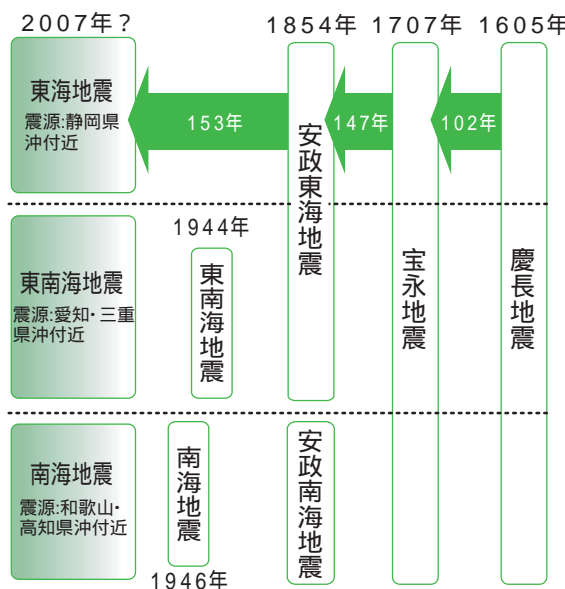 2007年？
1854年
1707年
1605年
東海地震
震源:静岡県
沖付近
153年
147年
102年
安政東海地震
宝永地震
慶長地震
1944年
東南海地震
東南海地震
震源:愛知・三重
県沖付近
南海地震
震源:和歌山・
高知県沖付近
南海地震
1946年
安政南海地震